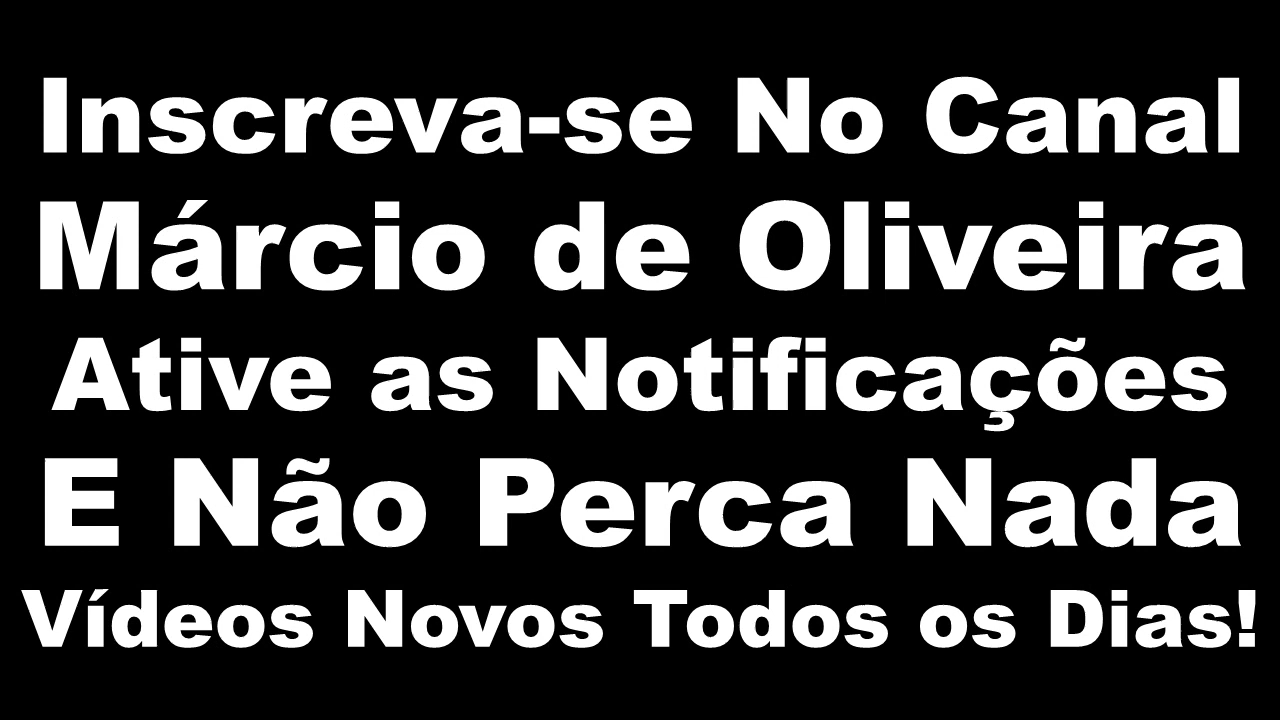 Inscreva-se No Canal
Márcio de Oliveira
Ative as Notificações
E Não Perca Nada
Vídeos Novos Todos os Dias!